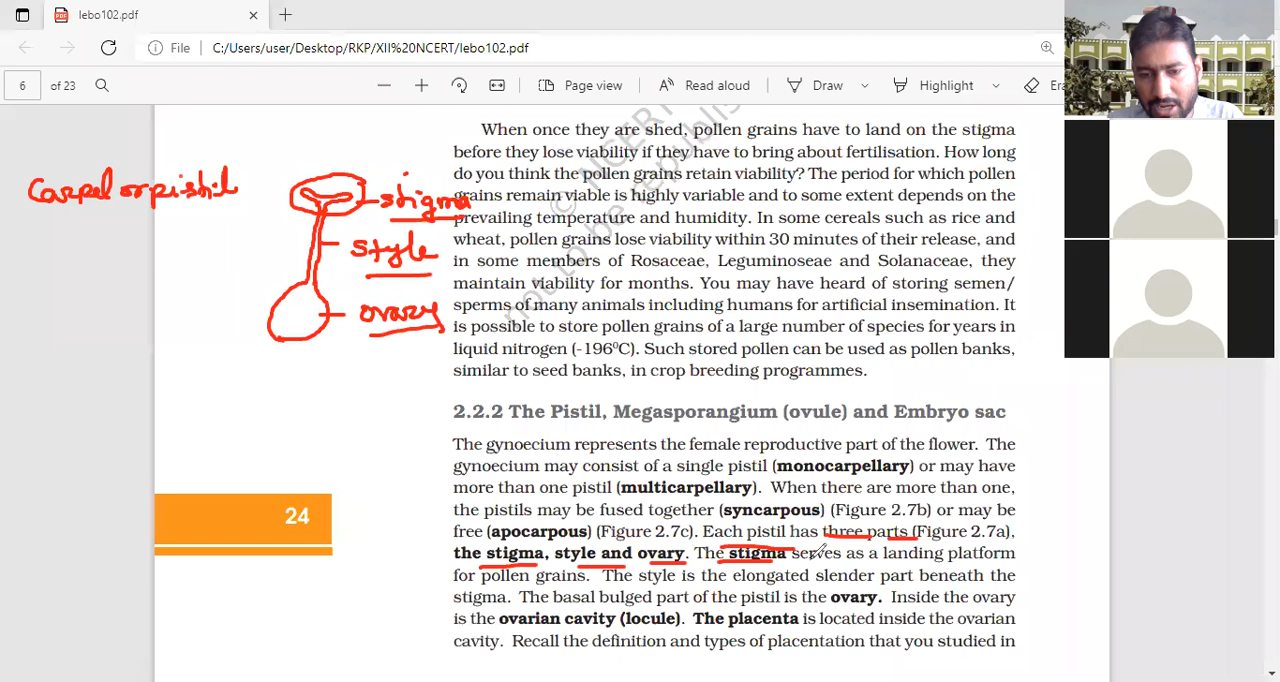 lebo102.pdf
File C:/Users/user/Desktop/RKP/XII%20NCERT/lebo102.pdf
6 of 23 Page view Read aloud Draw Highlight
When once they are shed, pollen grains have to land on the stigma
before they lose viability if they have to bring about fertilisation. How long
do you think the pollen grains retain viability? The period for which pollen
grains remain viable is highly variable and to some extent depends on the
prevailing temperature and humidity. In some cereals such as rice and
wheat, pollen grains lose viability within 30 minutes of their release, and
in some members of Rosaceae, Leguminoseae and Solanaceae, they
maintain viability for months. You may have heard of storing semen/
sperms of many animals including humans for artificial insemination. It
is possible to store pollen grains of a large number of species for years in
liquid nitrogen (-196⁰C). Such stored pollen can be used as pollen banks,
similar to seed banks, in crop breeding programmes.
Carpel or pistil
stigma
style
ovary
© NCERT
not to be republis
2.2.2 The Pistil, Megasporangium (ovule) and Embryo sac
The gynoecium represents the female reproductive part of the flower. The
gynoecium may consist of a single pistil (monocarpellary) or may have
more than one pistil (multicarpellary). When there are more than one,
the pistils may be fused together (syncarpous) (Figure 2.7b) or may be
free (apocarpous) (Figure 2.7c). Each pistil has three parts (Figure 2.7a),
the stigma, style and ovary. The stigma serves as a landing platform
for pollen grains. The style is the elongated slender part beneath the
stigma. The basal bulged part of the pistil is the ovary. Inside the ovary
is the ovarian cavity (locule). The placenta is located inside the ovarian
cavity. Recall the definition and types of placentation that you studied in
24